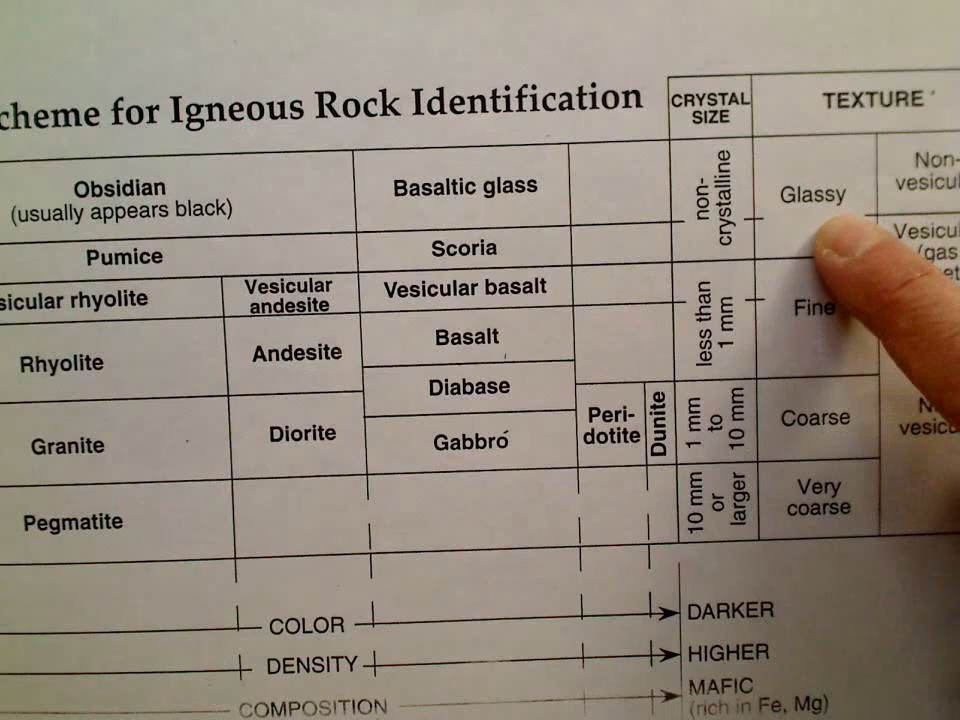 cheme for Igneous Rock Identification
CRYSTAL
SIZE
TEXTURE
Obsidian
(usually appears black)
Basaltic glass
non-
crystalline
Glassy
Non-
vesicul
Pumice
Scoria
Vesicul
(gas
et
sicular rhyolite
Vesicular
andesite
Vesicular basalt
less than
1 mm
Fine
Rhyolite
Andesite
Basalt
Diabase
Granite
Diorite
Gabbro
Peri-
dotite
Dunite
1 mm
to
10 mm
Coarse
N
vesicu
Pegmatite
10 mm
or
larger
Very
coarse
COLOR
DARKER
DENSITY
HIGHER
COMPOSITION
MAFIC
(rich in Fe, Mg)